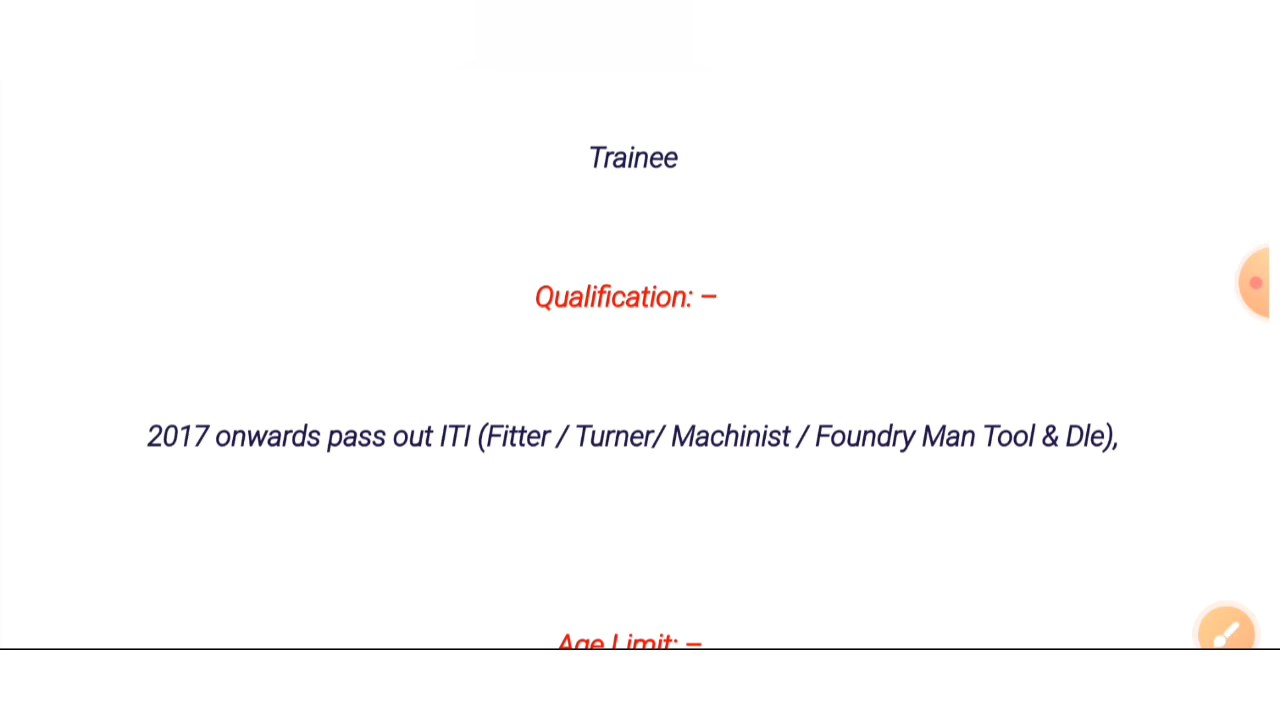 Trainee
Qualification: –
2017 onwards pass out ITI (Fitter / Turner/ Machinist / Foundry Man Tool & Dle),
Age Limit: –